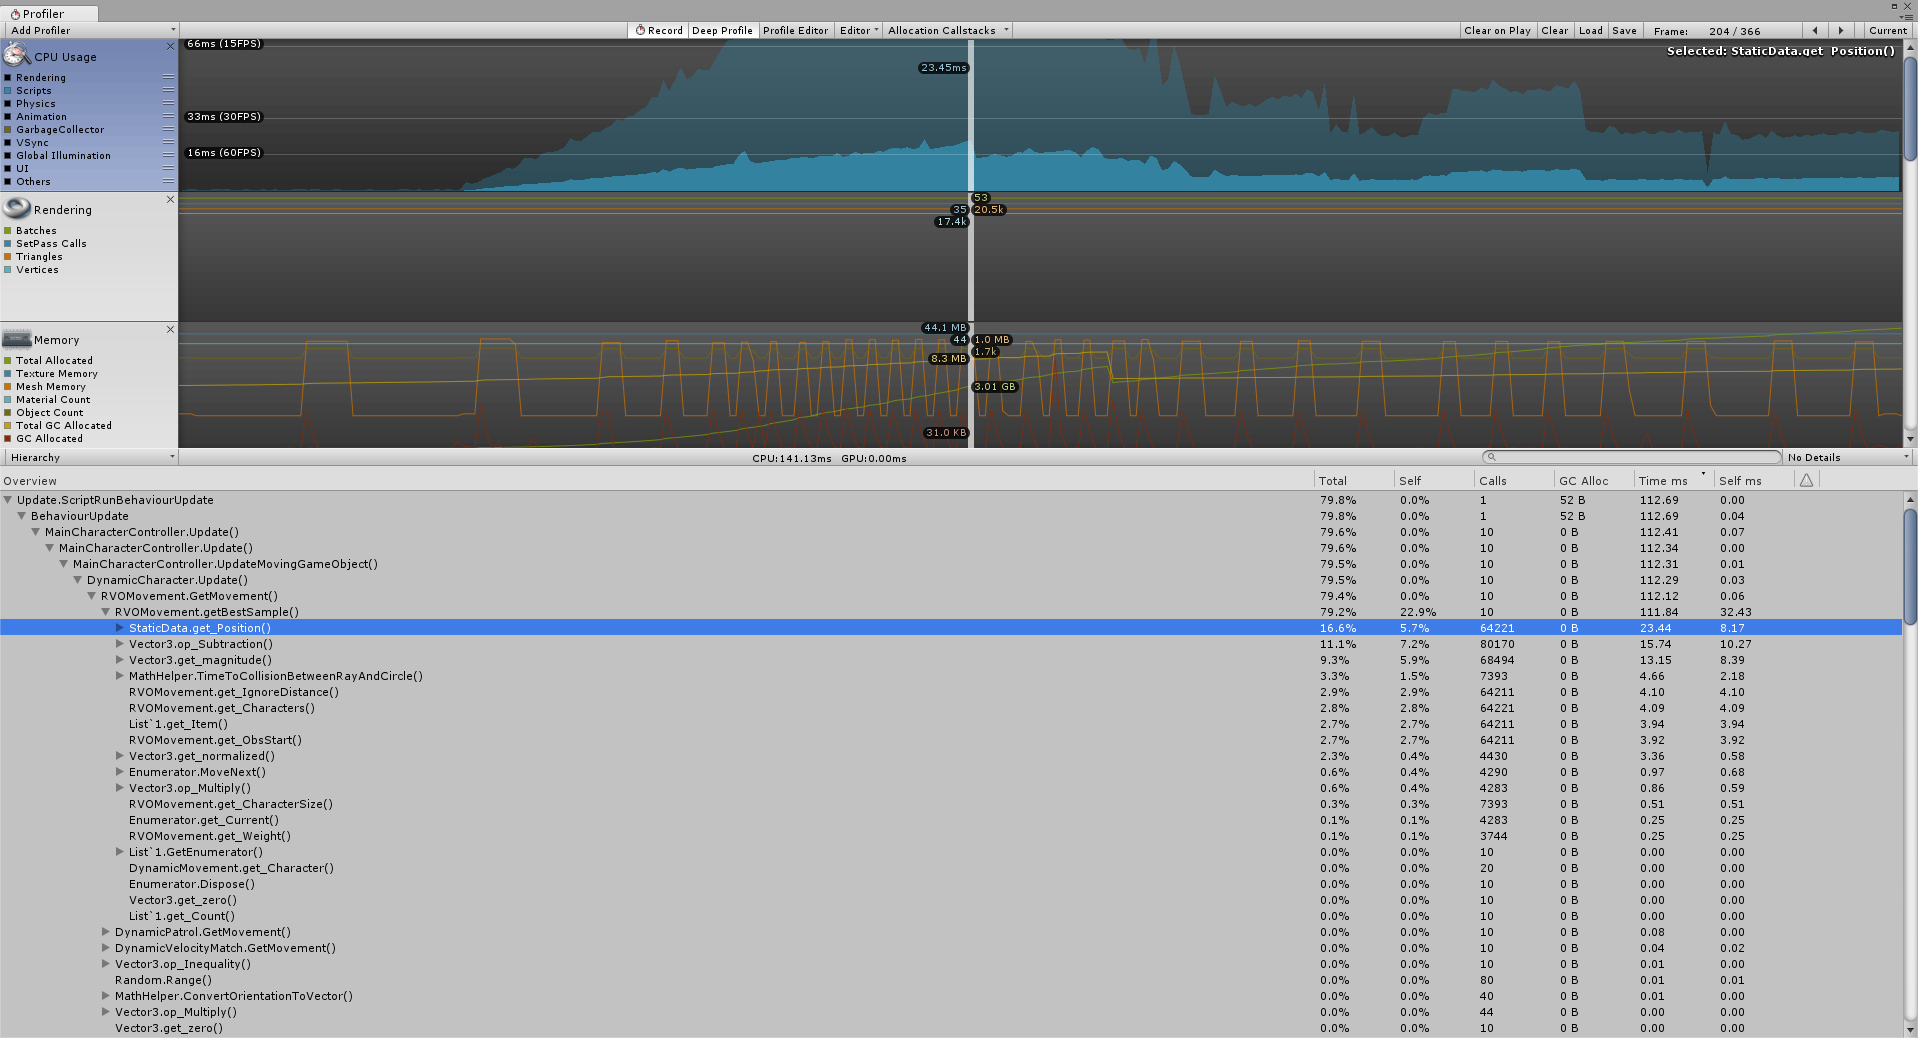 Profiler
Add Profiler
Record Deep Profile Profile Editor Editor Allocation Callstacks Clear on Play Clear Load Save Frame: 204 / 366 Current
CPU Usage
Rendering
Scripts
Physics
Animation
GarbageCollector
VSync
Global Illumination
UI
Others
66ms (15FPS)
Selected: StaticData.get_Position()
23.45ms
33ms (30FPS)
16ms (60FPS)
Rendering
Batches
SetPass Calls
Triangles
Vertices
53
35 20.5k
17.4k
Memory
Total Allocated
Texture Memory
Mesh Memory
Material Count
Object Count
Total GC Allocated
GC Allocated
44.1 MB
44 1.0 MB
1.7k
8.3 MB
3.01 GB
31.0 KB
Hierarchy CPU:141.13ms GPU:0.00ms No Details
Overview Total Self Calls GC Alloc Time ms Self ms
Update.ScriptRunBehaviourUpdate 79.8% 0.0% 1 52 B 112.69 0.00
BehaviourUpdate 79.8% 0.0% 1 52 B 112.69 0.04
MainCharacterController.Update() 79.6% 0.0% 10 0 B 112.41 0.07
MainCharacterController.Update() 79.6% 0.0% 10 0 B 112.34 0.00
MainCharacterController.UpdateMovingGameObject() 79.5% 0.0% 10 0 B 112.31 0.01
DynamicCharacter.Update() 79.5% 0.0% 10 0 B 112.29 0.03
RVOMovement.GetMovement() 79.4% 0.0% 10 0 B 112.12 0.06
RVOMovement.getBestSample() 79.2% 22.9% 10 0 B 111.84 32.43
StaticData.get_Position() 16.6% 5.7% 64221 0 B 23.44 8.17
Vector3.op_Subtraction() 11.1% 7.2% 80170 0 B 15.74 10.27
Vector3.get_magnitude() 9.3% 5.9% 68494 0 B 13.15 8.39
MathHelper.TimeToCollisionBetweenRayAndCircle() 3.3% 1.5% 7393 0 B 4.66 2.18
RVOMovement.get_IgnoreDistance() 2.9% 2.9% 64211 0 B 4.10 4.10
RVOMovement.get_Characters() 2.8% 2.8% 64221 0 B 4.09 4.09
List`1.get_Item() 2.7% 2.7% 64211 0 B 3.94 3.94
RVOMovement.get_ObsStart() 2.7% 2.7% 64211 0 B 3.92 3.92
Vector3.get_normalized() 2.3% 0.4% 4430 0 B 3.36 0.58
Enumerator.MoveNext() 0.6% 0.4% 4290 0 B 0.97 0.68
Vector3.op_Multiply() 0.6% 0.4% 4283 0 B 0.86 0.59
RVOMovement.get_CharacterSize() 0.3% 0.3% 7393 0 B 0.51 0.51
Enumerator.get_Current() 0.1% 0.1% 4283 0 B 0.25 0.25
RVOMovement.get_Weight() 0.1% 0.1% 3744 0 B 0.25 0.25
List`1.GetEnumerator() 0.0% 0.0% 10 0 B 0.00 0.00
DynamicMovement.get_Character() 0.0% 0.0% 20 0 B 0.00 0.00
Enumerator.Dispose() 0.0% 0.0% 10 0 B 0.00 0.00
Vector3.get_zero() 0.0% 0.0% 10 0 B 0.00 0.00
List`1.get_Count() 0.0% 0.0% 10 0 B 0.00 0.00
DynamicPatrol.GetMovement() 0.0% 0.0% 10 0 B 0.08 0.00
DynamicVelocityMatch.GetMovement() 0.0% 0.0% 10 0 B 0.04 0.02
Vector3.op_Inequality() 0.0% 0.0% 10 0 B 0.01 0.00
Random.Range() 0.0% 0.0% 80 0 B 0.01 0.01
MathHelper.ConvertOrientationToVector() 0.0% 0.0% 40 0 B 0.01 0.00
Vector3.op_Multiply() 0.0% 0.0% 44 0 B 0.00 0.00
Vector3.get_zero() 0.0% 0.0% 10 0 B 0.00 0.00